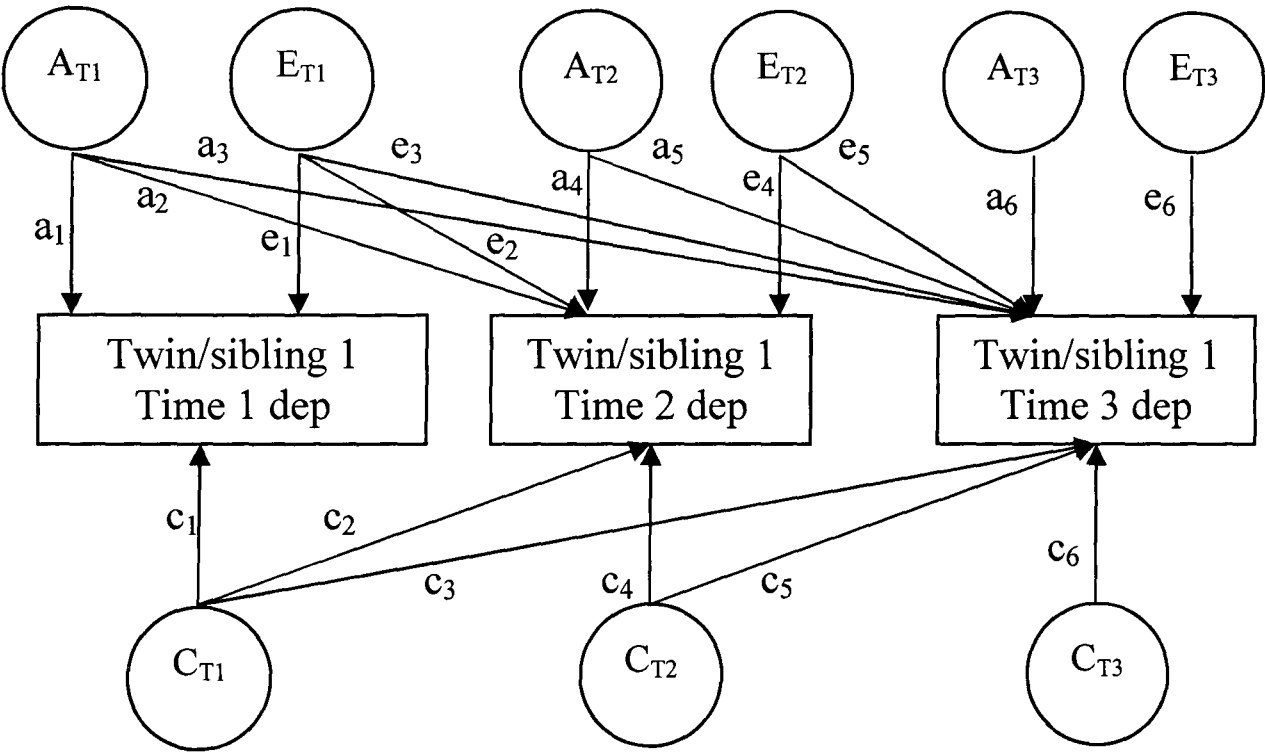 A_T1 E_T1 A_T2 E_T2 A_T3 E_T3
a_3 e_3 a_5 e_5
a_2 a_4 e_4 a_6 e_6
a_1 e_1 e_2
Twin/sibling 1
Time 1 dep
Twin/sibling 1
Time 2 dep
Twin/sibling 1
Time 3 dep
c_1 c_2 c_6
c_3 c_4 c_5
C_T1 C_T2 C_T3